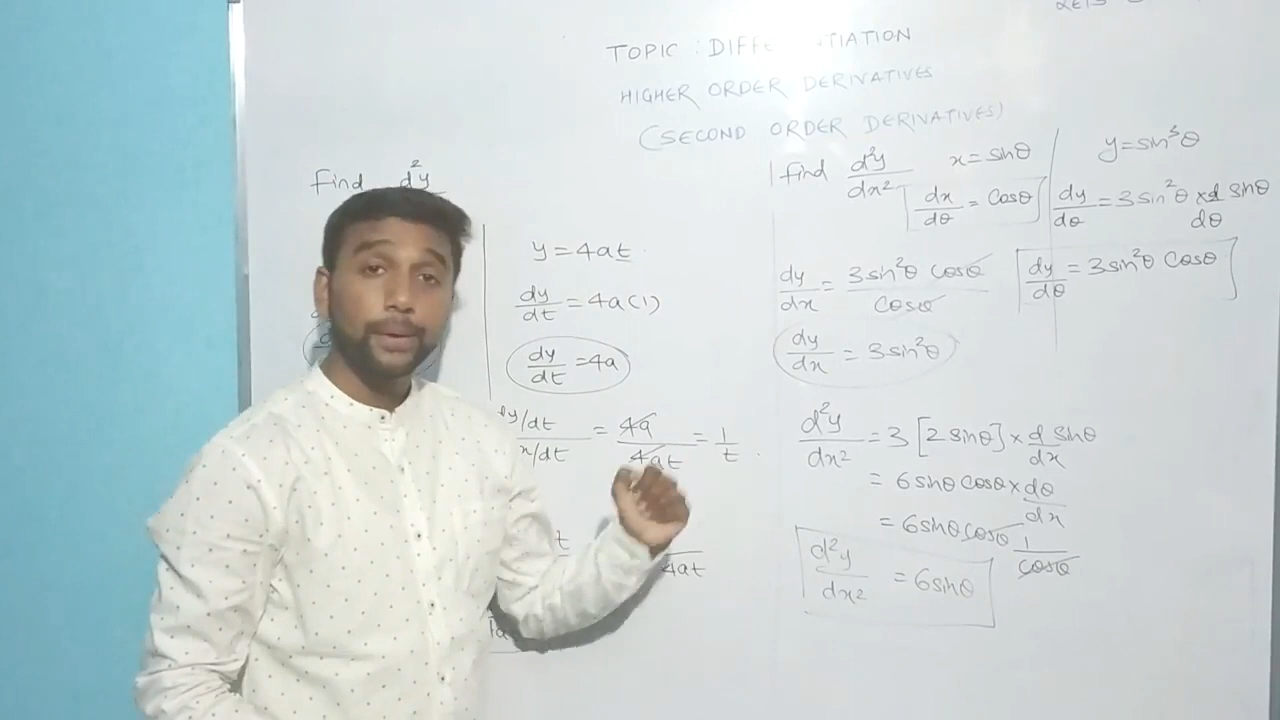 TOPIC : DIFF TIATION
HIGHER ORDER DERIVATIVES
(SECOND ORDER DERIVATIVES)
Find d²y
y = 4at
dy/dt = 4a(1)
dy/dt = 4a
dy/dt / x/dt = 4a/4at = 1/t .
t
4at
find d²y/dx² x = sinθ
dx/dθ = Cosθ
y = sin³θ
dy/dθ = 3sin²θ × d/dθ sinθ
dy/dθ = 3sin²θ Cosθ
dy/dx = 3sin²θ cosθ / cosθ
dy/dx = 3sin²θ
d²y/dx² = 3[2 sinθ] × d/dx sinθ
= 6 sinθ cosθ × dθ/dx
= 6sinθ cosθ 1/cosθ
d²y/dx² = 6sinθ